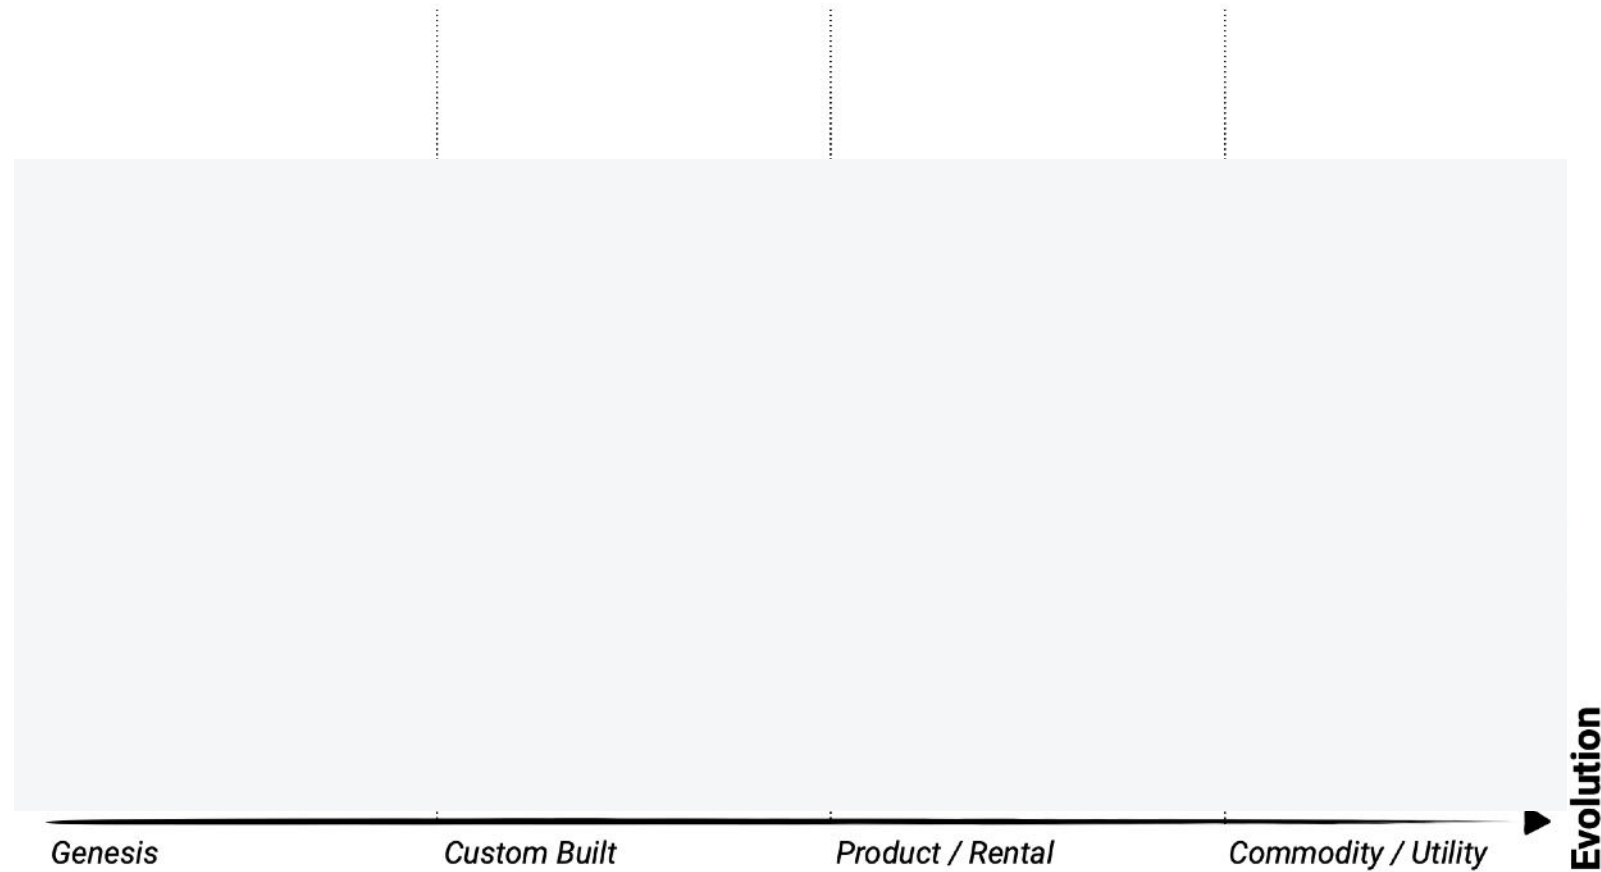 Genesis
Custom Built
Product / Rental
Commodity / Utility
Evolution